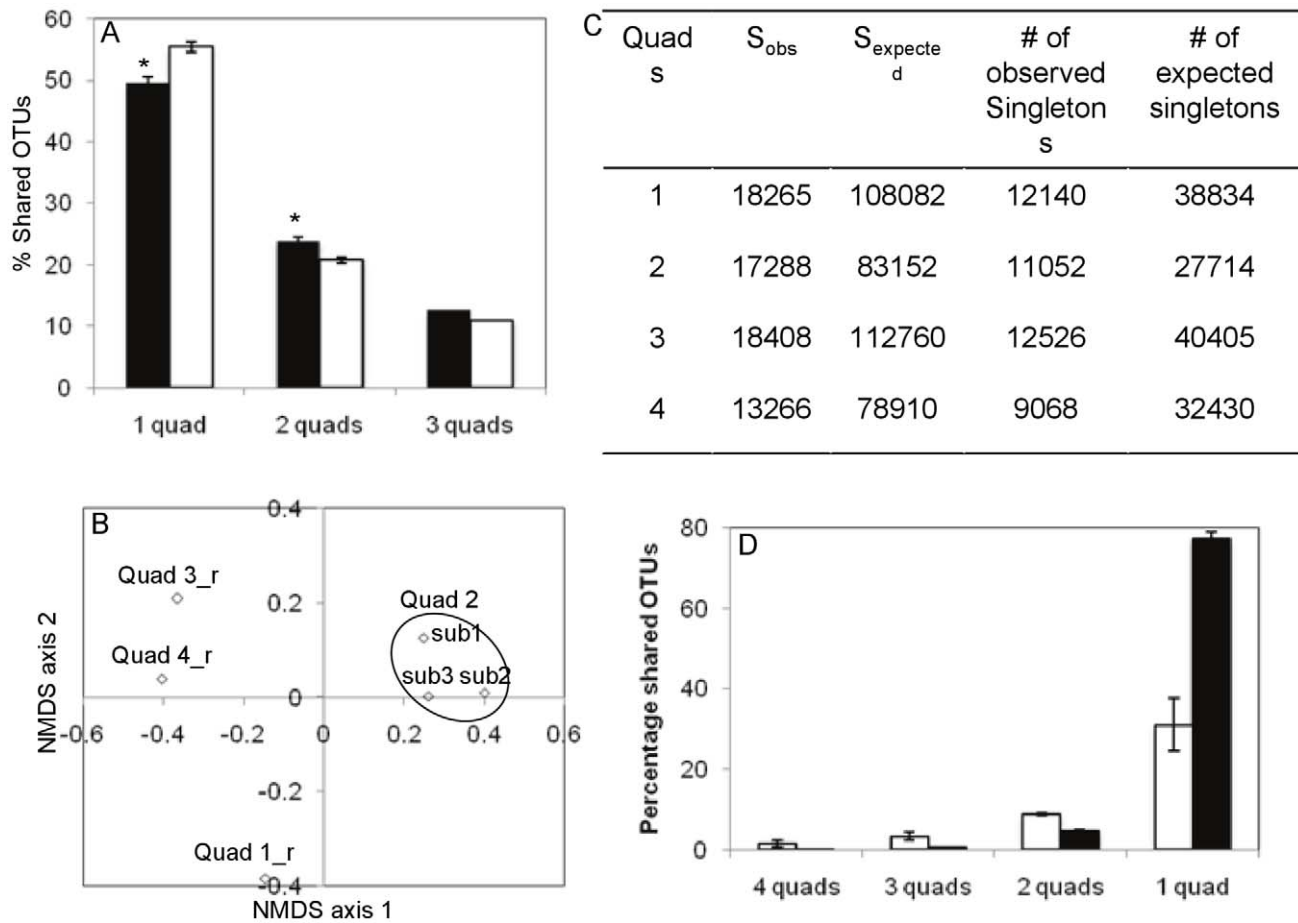 A
60
50
40
30
20
10
0
% Shared OTUs
*
*
1 quad 2 quads 3 quads
C
Quad S_obs S_expecte # of # of
s d observed expected
Singleton singletons
s
1 18265 108082 12140 38834
2 17288 83152 11052 27714
3 18408 112760 12526 40405
4 13266 78910 9068 32430
B
0.4
0.2
0
-0.2
-0.4
-0.6 -0.4 -0.2 0 0.2 0.4 0.6
NMDS axis 2
NMDS axis 1
Quad 3_r
Quad 4_r
Quad 2
sub1
sub3 sub2
Quad 1_r
D
80
60
40
20
0
Percentage shared OTUs
4 quads 3 quads 2 quads 1 quad